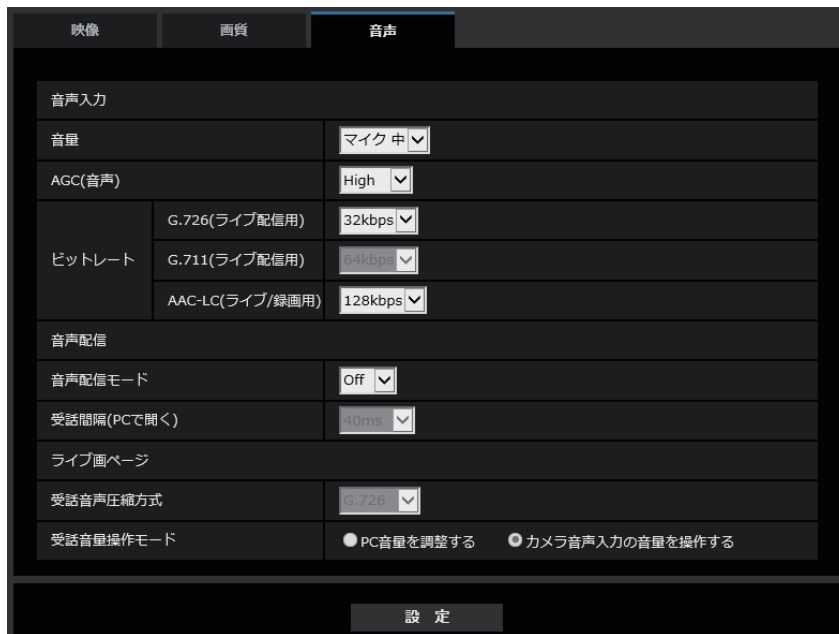 映像 画質 音声
音声入力
音量 マイク 中
AGC(音声) High
G.726(ライブ配信用) 32kbps
ビットレート G.711(ライブ配信用) 64kbps
AAC-LC(ライブ/録画用) 128kbps
音声配信
音声配信モード Off
受話間隔(PCで聞く) 40ms
ライブ画ページ
受話音声圧縮方式 G.726
受話音量操作モード PC音量を調整する カメラ音声入力の音量を操作する
設 定